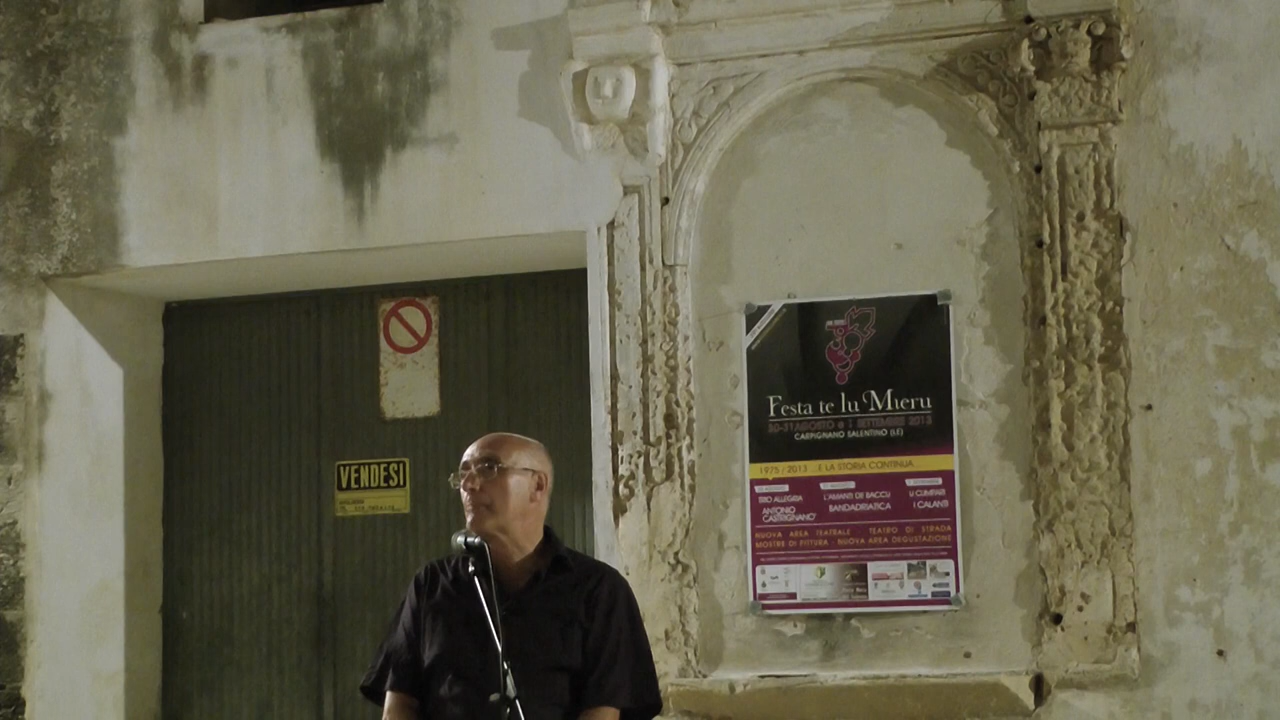 VENDESI
Festa te lu Mieru
30-31 AGOSTO e 1 SETTEMBRE 2013
CARPIGNANO SALENTINO (LE)
1975 / 2013 ...E LA STORIA CONTINUA...
TERO ALLEGRIA
L'AMANTI DE BACCU
U CUMPARI
ANTONIO CASTRIGNANO'
BANDADRIATICA
I CALANTI
NUOVA AREA TEATRALE TEATRO DI STRADA
MOSTRE DI PITTURA - NUOVA AREA DEGUSTAZIONE